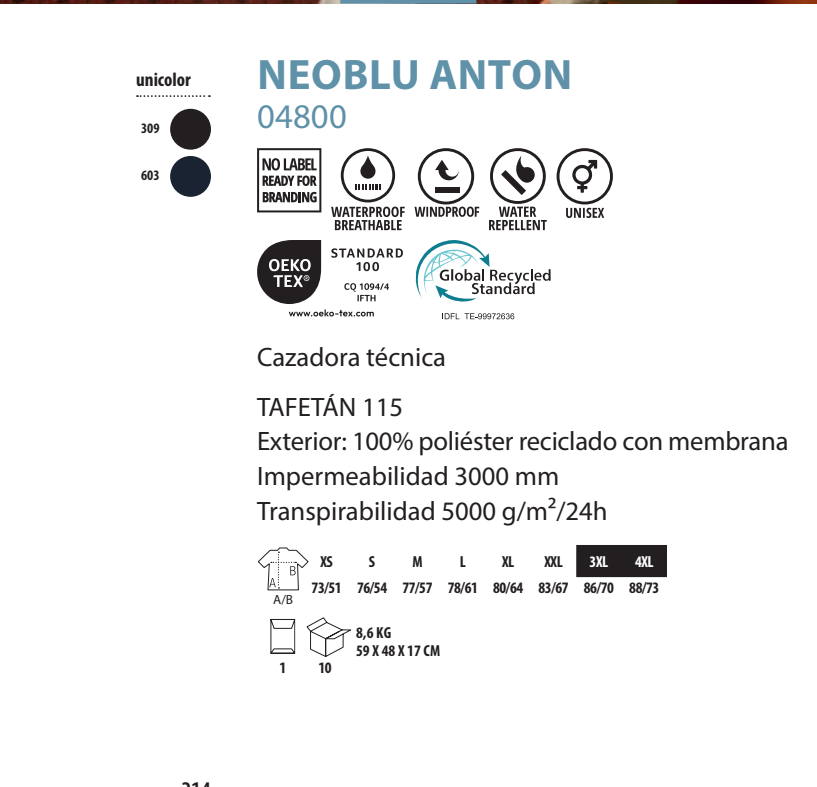 unicolor
309
603
NEOBLU ANTON
04800
NO LABEL
READY FOR
BRANDING
WATERPROOF
BREATHABLE
WINDPROOF
WATER
REPELLENT
UNISEX
OEKO
TEX®
STANDARD
100
CQ 1094/4
IFTH
www.oeko-tex.com
Global Recycled
Standard
IDFL TE-99972636
Cazadora técnica
TAFETÁN 115
Exterior: 100% poliéster reciclado con membrana
Impermeabilidad 3000 mm
Transpirabilidad 5000 g/m²/24h
A B
A/B
XS S M L XL XXL 3XL 4XL
73/51 76/54 77/57 78/61 80/64 83/67 86/70 88/73
8,6 KG
59 X 48 X 17 CM
1 10